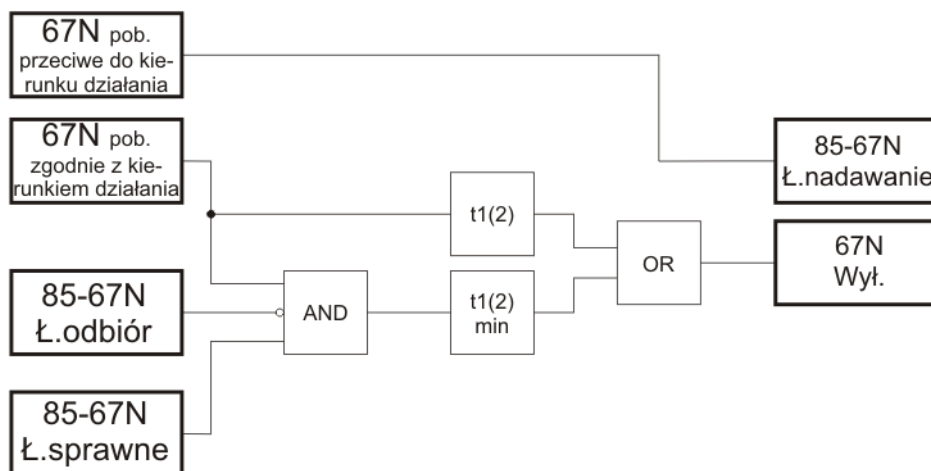 67N pob.
przeciwe do kie-
runku działania
67N pob.
zgodnie z kie-
runkiem działania
85-67N
Ł.nadawanie
t1(2)
67N
Wył.
OR
85-67N
Ł.odbiór
AND
t1(2)
min
85-67N
Ł.sprawne